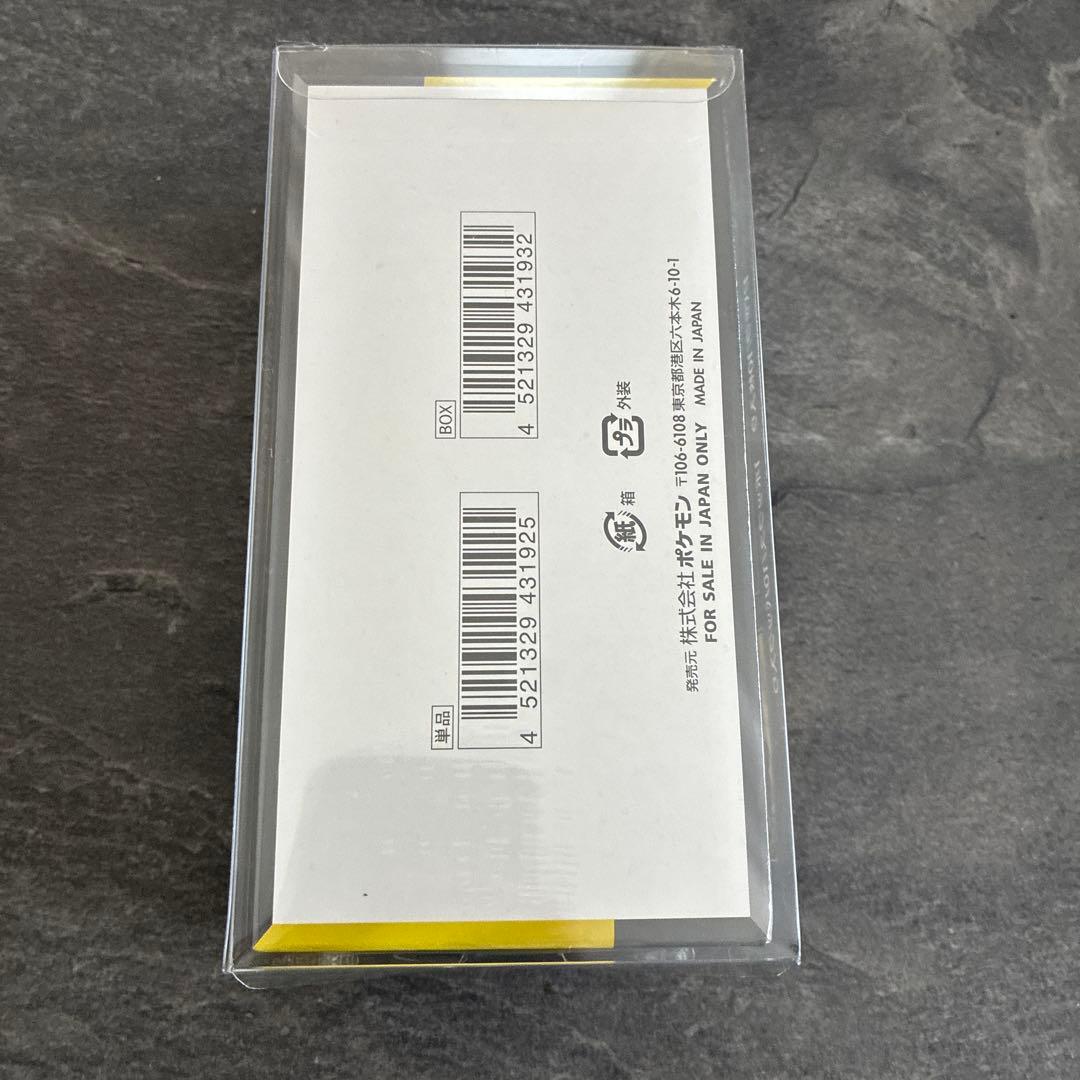 BOX
4 521329 431932
単品
4 521329 431925
プラ 外装
紙 箱
発売元 株式会社 ポケモン 〒106-6108 東京都港区六本木6-10-1
FOR SALE IN JAPAN ONLY MADE IN JAPAN